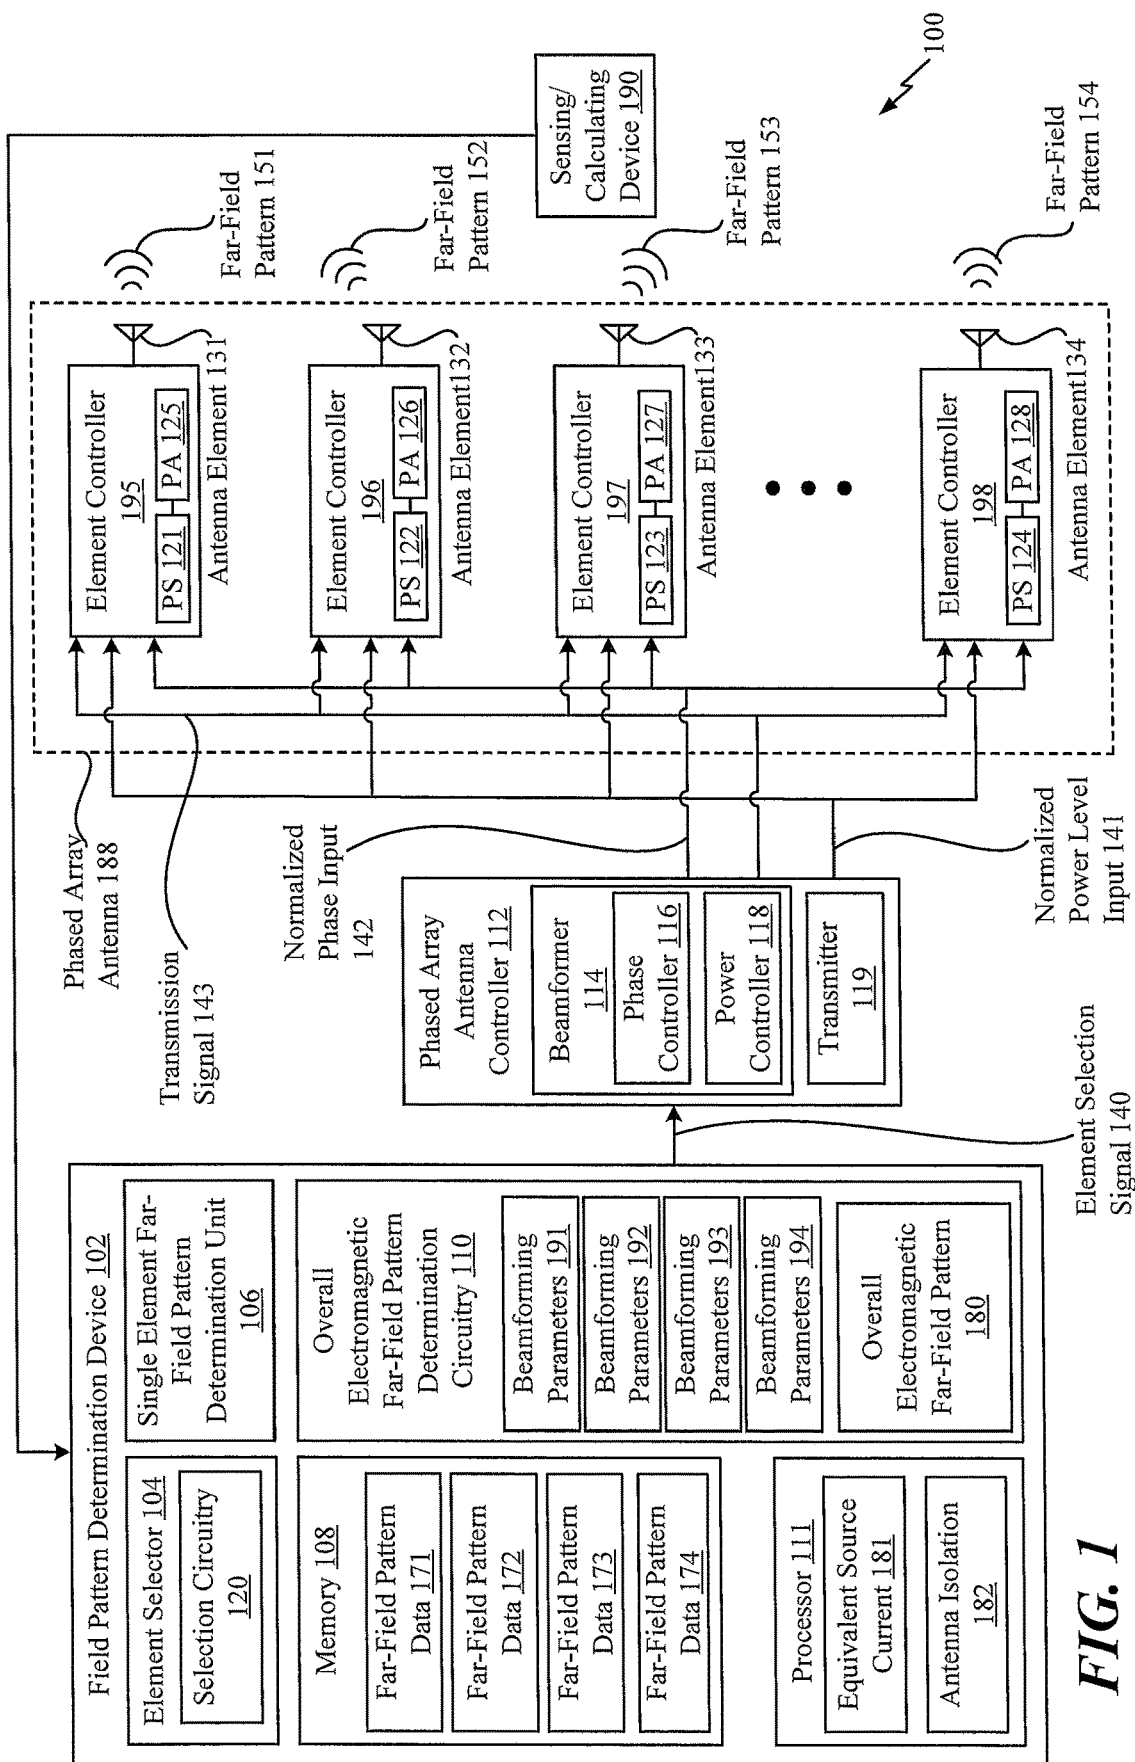 Field Pattern Determination Device 102
Element Selector 104
Selection Circuitry
120
Single Element Far-
Field Pattern
Determination Unit
106
Memory 108
Far-Field Pattern
Data 171
Far-Field Pattern
Data 172
Far-Field Pattern
Data 173
Far-Field Pattern
Data 174
Overall
Electromagnetic
Far-Field Pattern
Determination
Circuitry 110
Beamforming
Parameters 191
Beamforming
Parameters 192
Beamforming
Parameters 193
Beamforming
Parameters 194
Overall
Electromagnetic
Far-Field Pattern
180
Processor 111
Equivalent Source
Current 181
Antenna Isolation
182
Element Selection
Signal 140
Phased Array
Antenna
Controller 112
Beamformer
114
Phase
Controller 116
Power
Controller 118
Transmitter
119
Phased Array
Antenna 188
Transmission
Signal 143
Normalized
Phase Input
142
Normalized
Power Level
Input 141
Element Controller
195
PS 121
PA 125
Antenna Element 131
Element Controller
196
PS 122
PA 126
Antenna Element132
Element Controller
197
PS 123
PA 127
Antenna Element133
Element Controller
198
PS 124
PA 128
Antenna Element134
Far-Field
Pattern 151
Far-Field
Pattern 152
Far-Field
Pattern 153
Far-Field
Pattern 154
Sensing/
Calculating
Device 190
100
FIG. 1